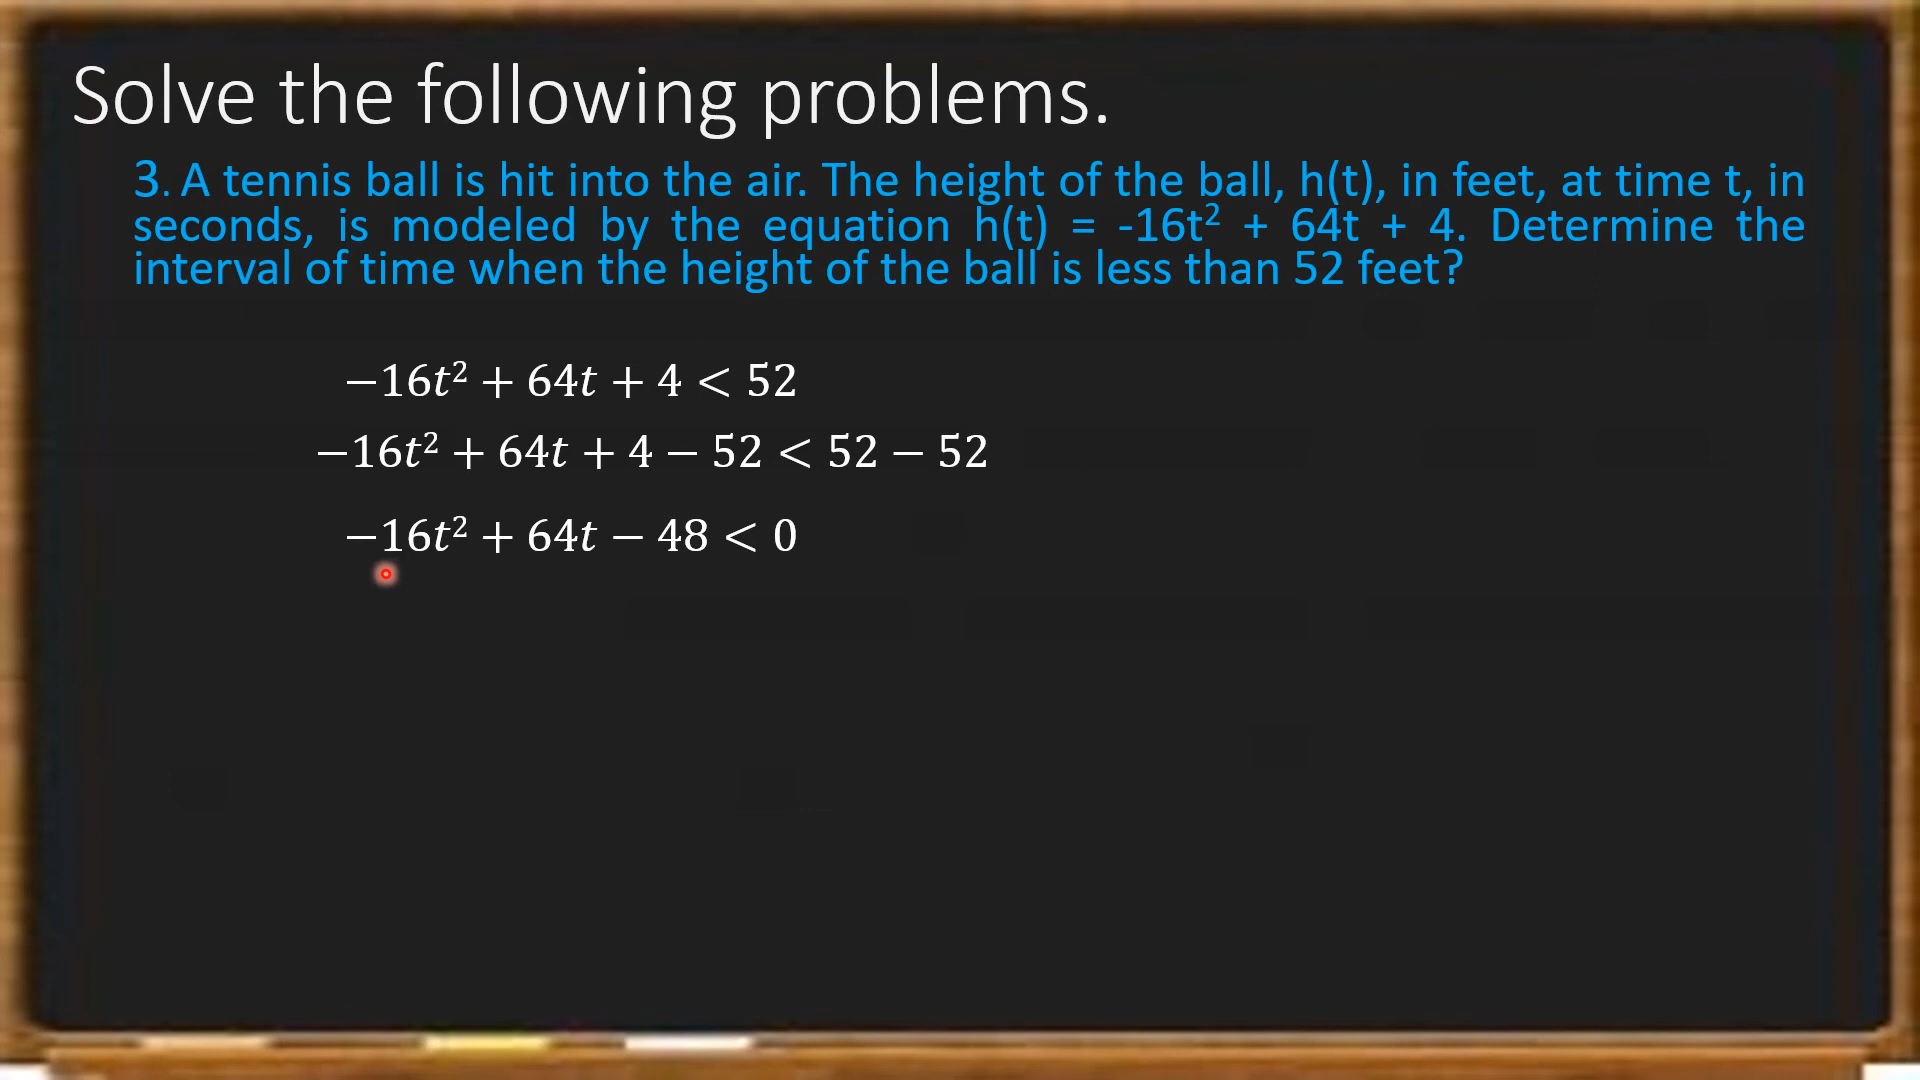 Solve the following problems.
3. A tennis ball is hit into the air. The height of the ball, h(t), in feet, at time t, in
seconds, is modeled by the equation h(t) = -16t² + 64t + 4. Determine the
interval of time when the height of the ball is less than 52 feet?
−16t² + 64t + 4 < 52
−16t² + 64t + 4 − 52 < 52 − 52
−16t² + 64t − 48 < 0